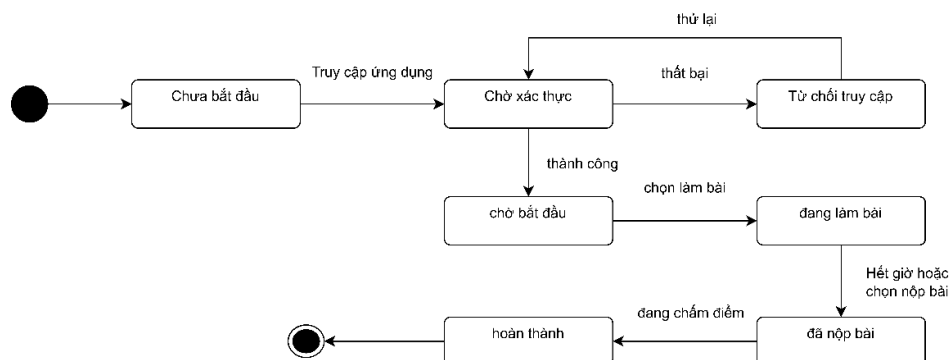 thử lại
Truy cập ứng dụng
thất bại
Chưa bắt đầu
Chờ xác thực
Từ chối truy cập
thành công
chọn làm bài
chờ bắt đầu
đang làm bài
Hết giờ hoặc
chọn nộp bài
đang chấm điểm
hoàn thành
đã nộp bài